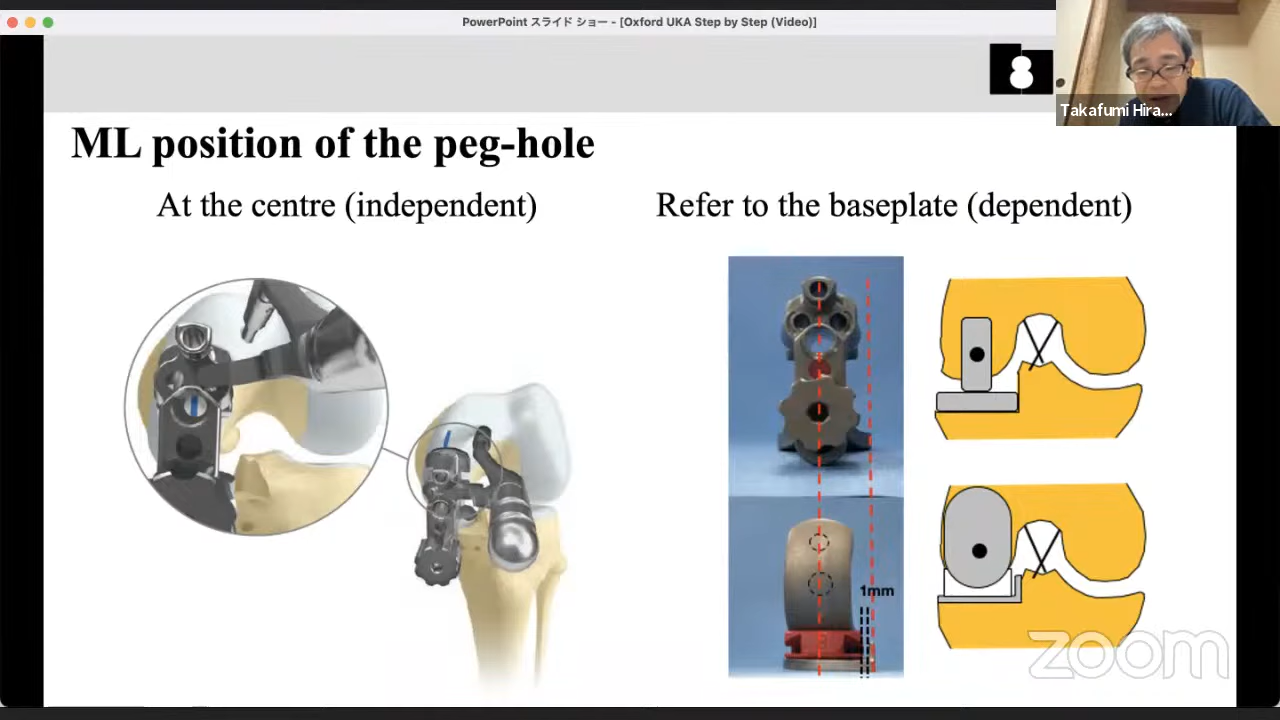 PowerPoint スライド ショー - [Oxford UKA Step by Step (Video)]
Takafumi Hira...
ML position of the peg-hole
At the centre (independent)
Refer to the baseplate (dependent)
1mm
zoom